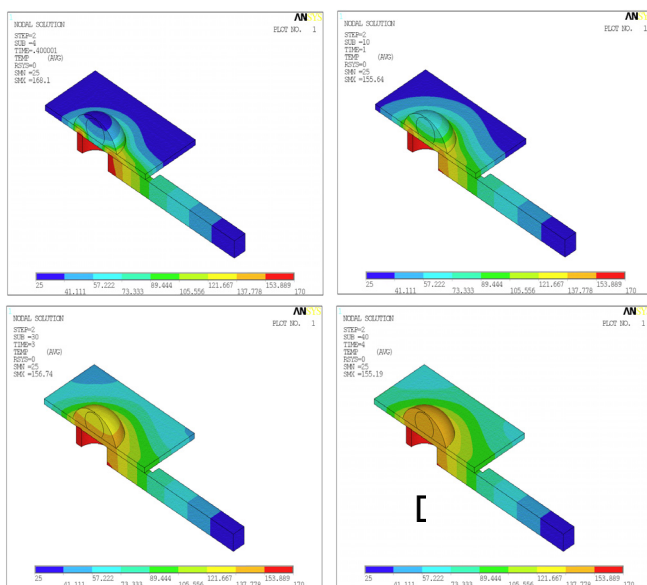 1
ANSYS
NODAL SOLUTION
PLOT NO. 1
STEP=2
SUB =4
TIME=.400001
TEMP (AVG)
RSYS=0
SMN =25
SMX =168.1
25 57.222 89.444 121.667 153.889
41.111 73.333 105.556 137.778 170
1
ANSYS
NODAL SOLUTION
PLOT NO. 1
STEP=2
SUB =10
TIME=1
TEMP (AVG)
RSYS=0
SMN =25
SMX =155.64
25 57.222 89.444 121.667 153.889
41.111 73.333 105.556 137.778 170
1
ANSYS
NODAL SOLUTION
PLOT NO. 1
STEP=2
SUB =30
TIME=3
TEMP (AVG)
RSYS=0
SMN =25
SMX =156.74
25 57.222 89.444 121.667 153.889
41.111 73.333 105.556 137.778 170
1
ANSYS
NODAL SOLUTION
PLOT NO. 1
STEP=2
SUB =40
TIME=4
TEMP (AVG)
RSYS=0
SMN =25
SMX =155.19
[
25 57.222 89.444 121.667 153.889
41.111 73.333 105.556 137.778 170